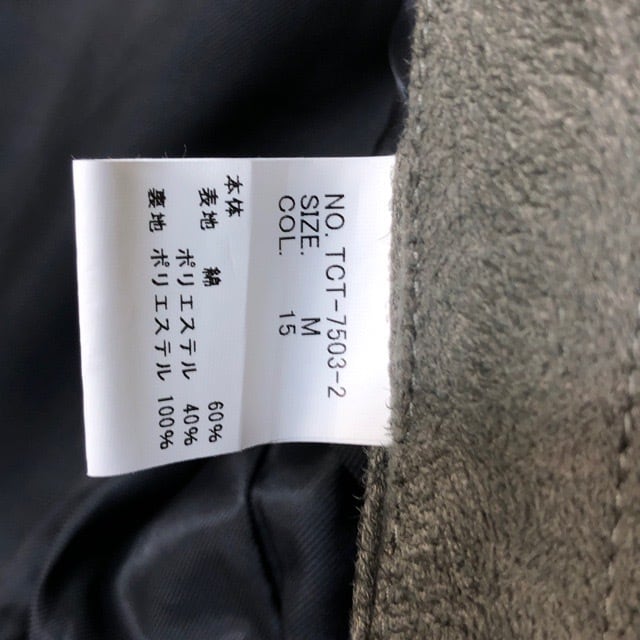 NO. TCT-7503-2
SIZE. M
COL. 15
本体
表地 綿 60%
ポリエステル 40%
裏地 ポリエステル 100%